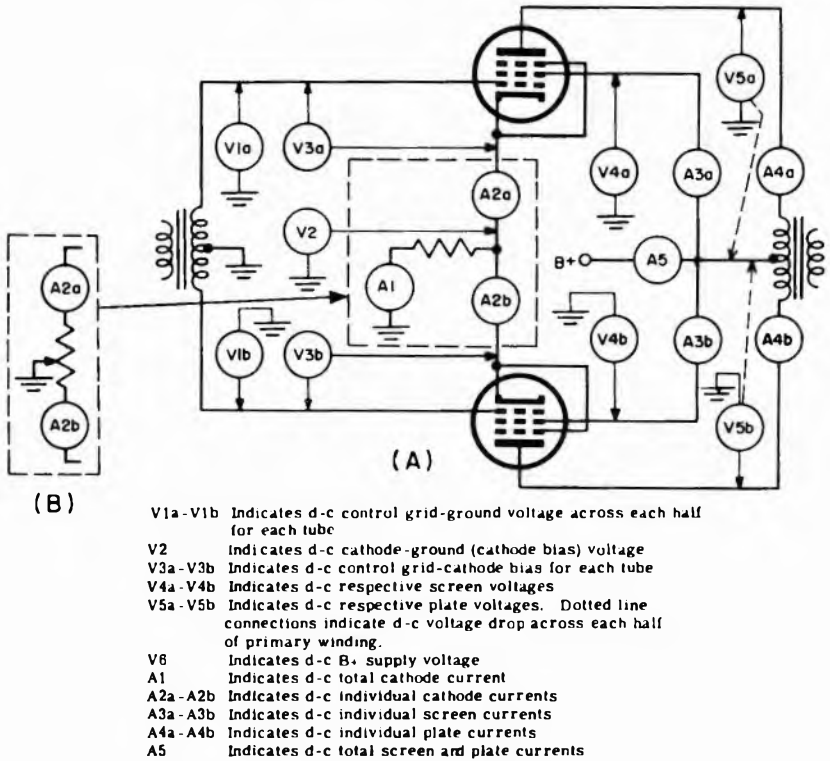 V5a
V1a
V3a
V4a
A3a
A4a
A2a
V2
B+
A5
A2a
A1
A2b
V1b
V3b
V4b
A3b
A4b
A2b
V5b
(A)
(B)
V1a-V1b Indicates d-c control grid-ground voltage across each half
for each tube
V2 Indicates d-c cathode-ground (cathode bias) voltage
V3a-V3b Indicates d-c control grid-cathode bias for each tube
V4a-V4b Indicates d-c respective screen voltages
V5a-V5b Indicates d-c respective plate voltages. Dotted line
connections indicate d-c voltage drop across each half
of primary winding.
V6 Indicates d-c B+ supply voltage
A1 Indicates d-c total cathode current
A2a-A2b Indicates d-c individual cathode currents
A3a-A3b Indicates d-c individual screen currents
A4a-A4b Indicates d-c individual plate currents
A5 Indicates d-c total screen and plate currents